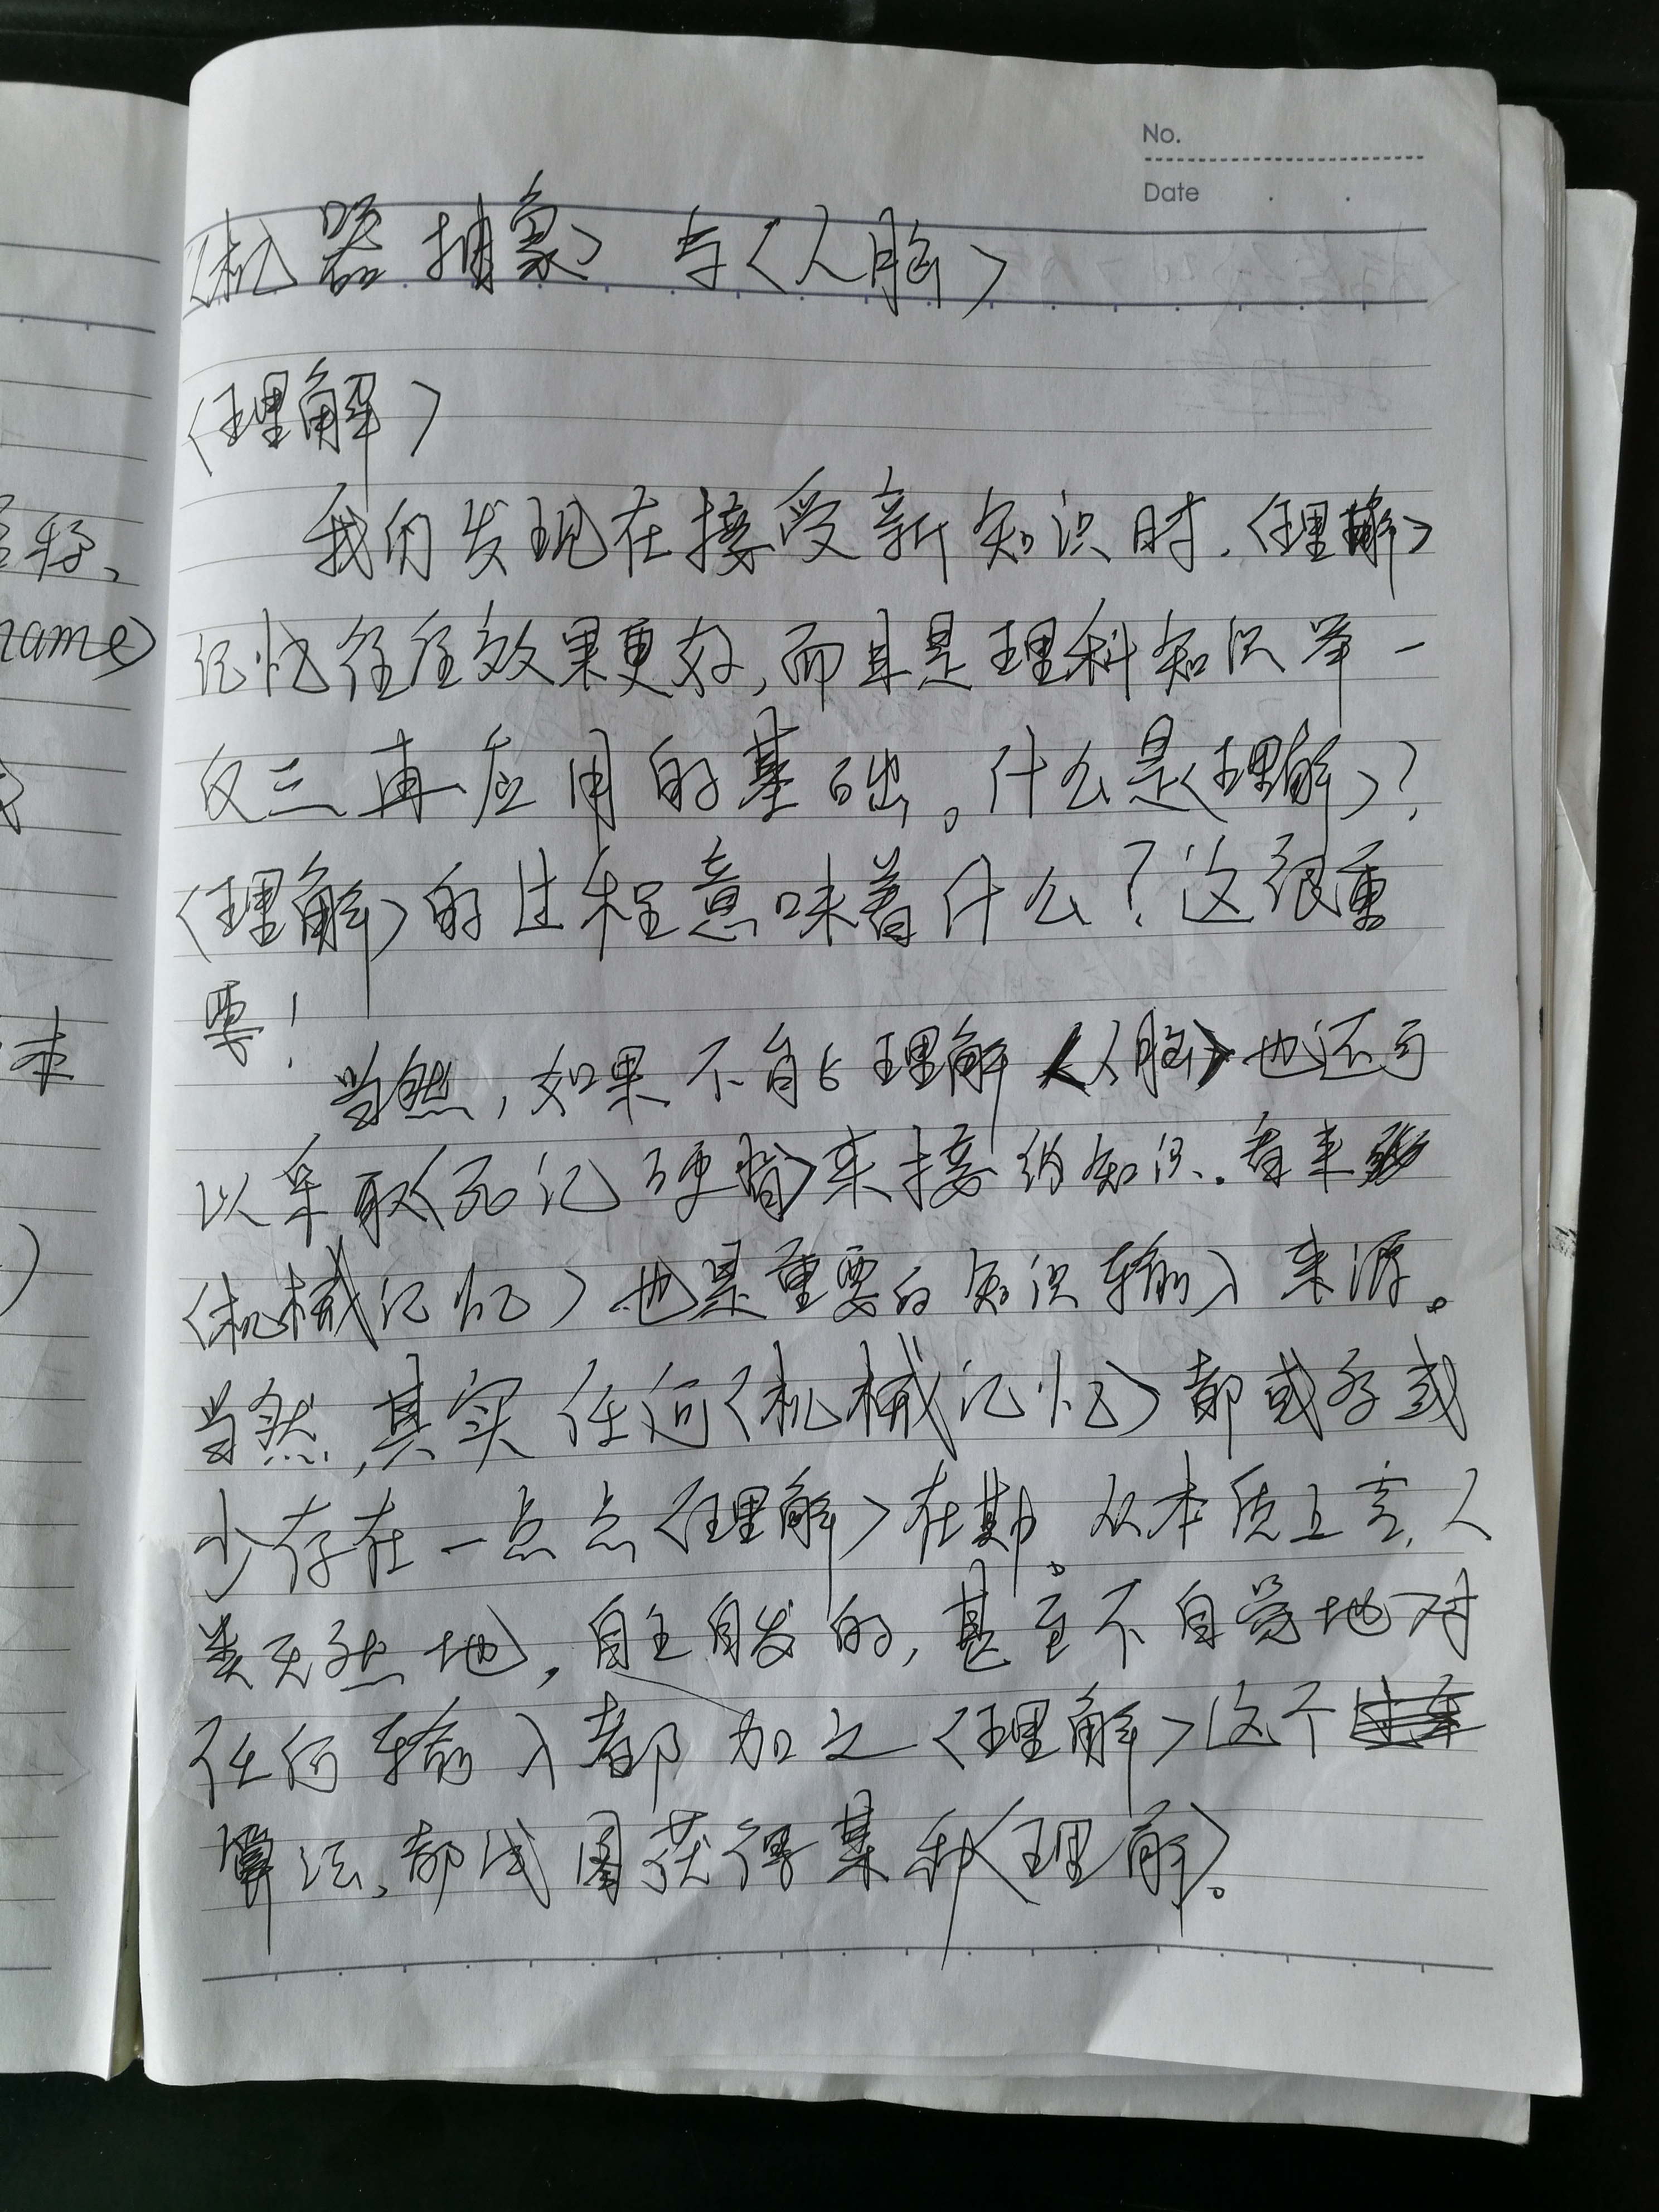 No.
Date
〈机器抽象〉与〈人脑〉
〈理解〉
我们发现在接受新知识时.〈理解〉
记忆往往效果更好,而且是理科知识举一
反三再应用的基础。什么是〈理解〉?
〈理解〉的过程意味着什么?这很重
要!
当然,如果不能理解〈人脑〉也还可
以采取〈死记硬背〉来接纳知识.看来
〈机械记忆〉也是重要的知识输入来源。
当然,其实任何〈机械记忆〉都或多或
少存在一点点〈理解〉在勘。从本质上言,人
类天然地,自主自发的,甚至不自觉地对
任何输入都加之〈理解〉这个
算法,都试图获得某种〈理解〉。
name)
本